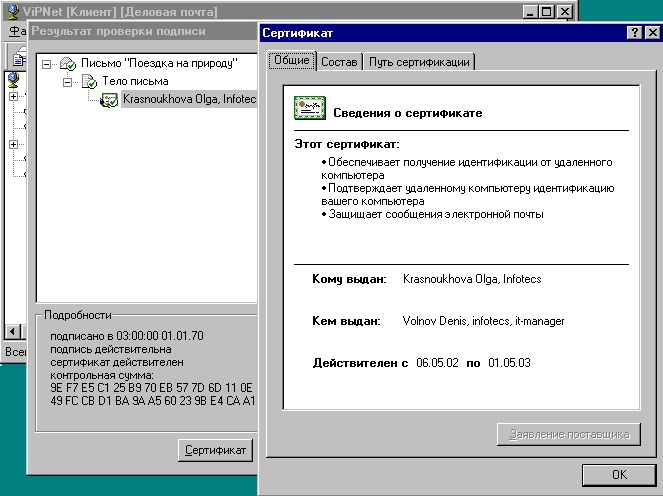 ViPNet [Клиент] [Деловая почта]
Результат проверки подписи
Письмо "Поездка на природу"
Тело письма
Krasnoukhova Olga, Infotec
Подробности
подписано в 03:00:00 01.01.70
подпись действительна
сертификат действителен
контрольная сумма:
9E F7 E5 C1 25 B9 70 EB 57 7D 6D 11 0E
49 FC CB D1 BA 9A A5 60 23 9B E4 CA A1
Сертификат
Сертификат
Общие Состав Путь сертификации
Сведения о сертификате
Этот сертификат:
• Обеспечивает получение идентификации от удаленного
компьютера
• Подтверждает удаленному компьютеру идентификацию
вашего компьютера
• Защищает сообщения электронной почты
Кому выдан: Krasnoukhova Olga, Infotecs
Кем выдан: Volnov Denis, infotecs, it-manager
Действителен с 06.05.02 по 01.05.03
Заявление поставщика
OK